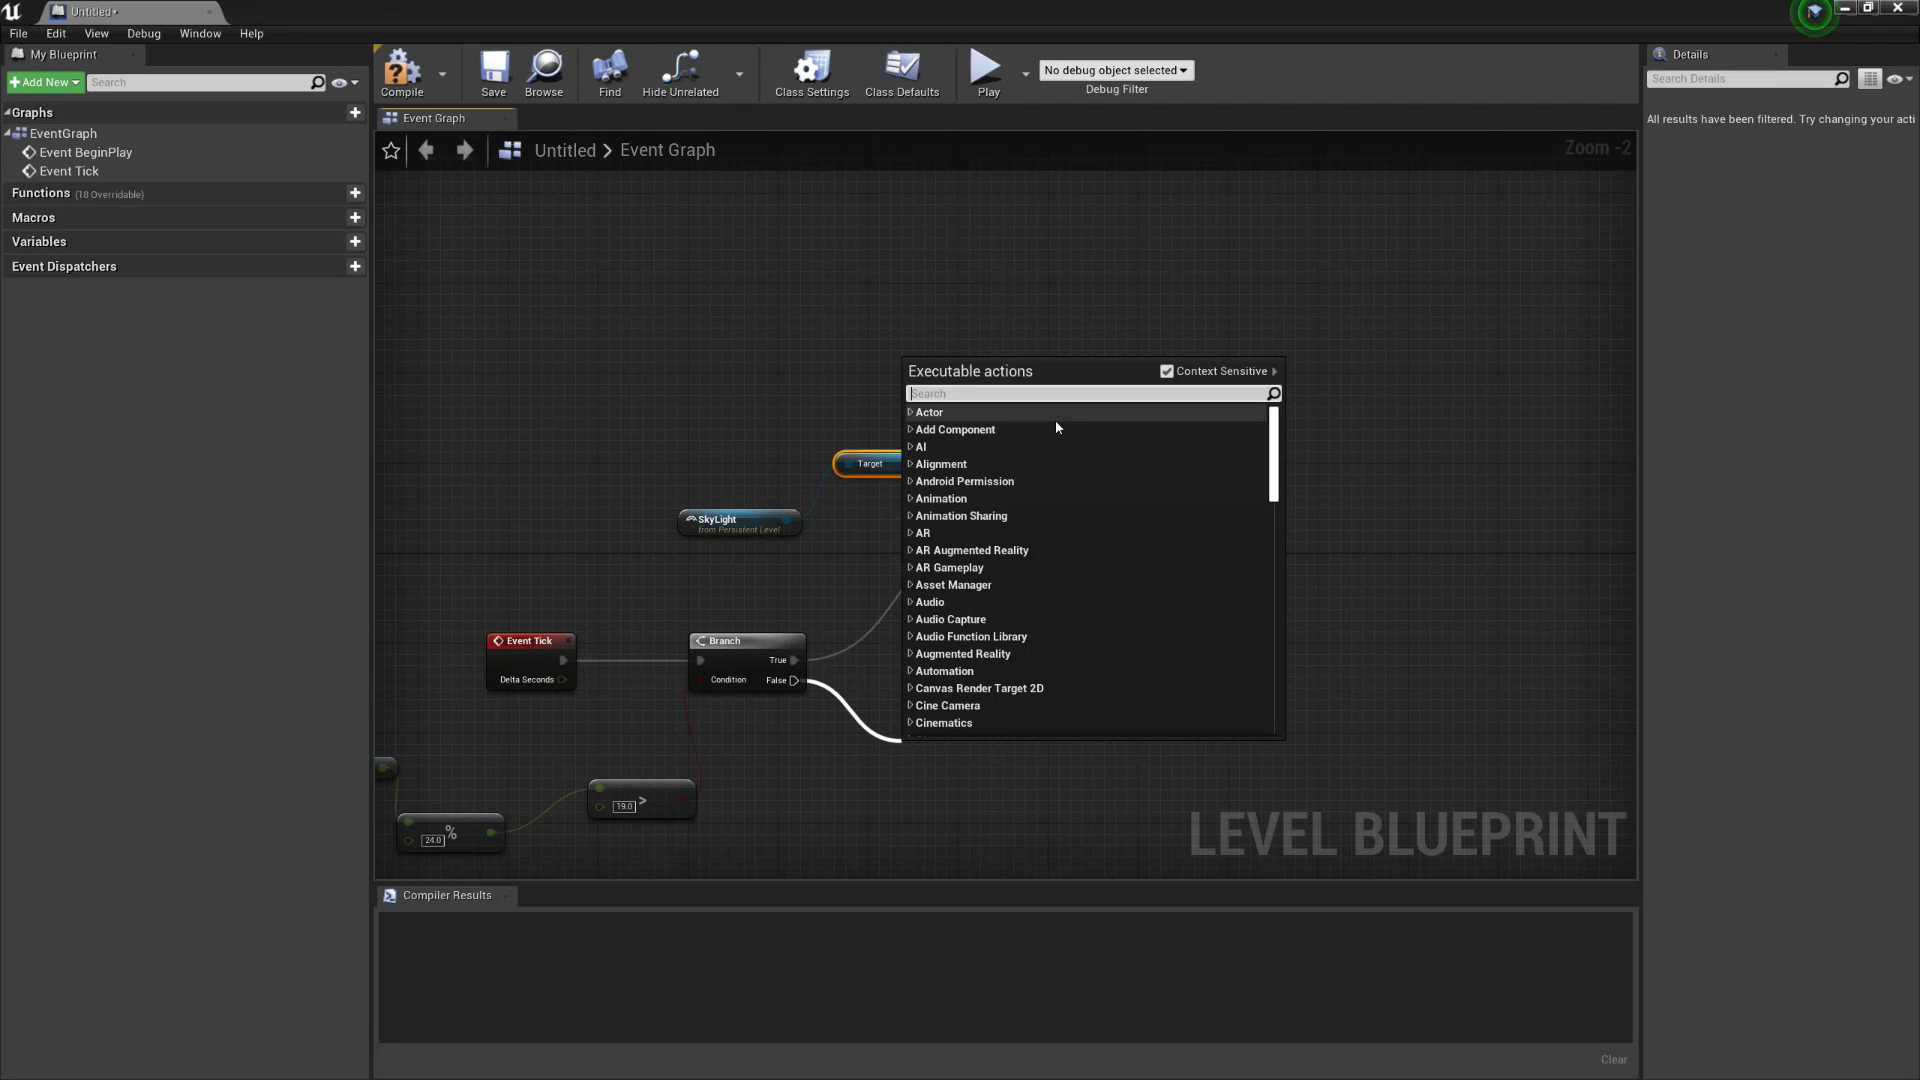 Untitled•
File Edit View Debug Window Help
My Blueprint
Add New
Search
Graphs
EventGraph
Event BeginPlay
Event Tick
Functions (18 Overridable)
Macros
Variables
Event Dispatchers
Compile
Save
Browse
Find
Hide Unrelated
Class Settings
Class Defaults
Play
No debug object selected
Debug Filter
Event Graph
Untitled > Event Graph
Zoom -2
Target
SkyLight
from Persistent Level
Event Tick
Delta Seconds
Branch
True
Condition
False
19.0 >
24.0 %
Executable actions
Context Sensitive
Search
Actor
Add Component
AI
Alignment
Android Permission
Animation
Animation Sharing
AR
AR Augmented Reality
AR Gameplay
Asset Manager
Audio
Audio Capture
Audio Function Library
Augmented Reality
Automation
Canvas Render Target 2D
Cine Camera
Cinematics
LEVEL BLUEPRINT
Compiler Results
Clear
Details
Search Details
All results have been filtered. Try changing your acti